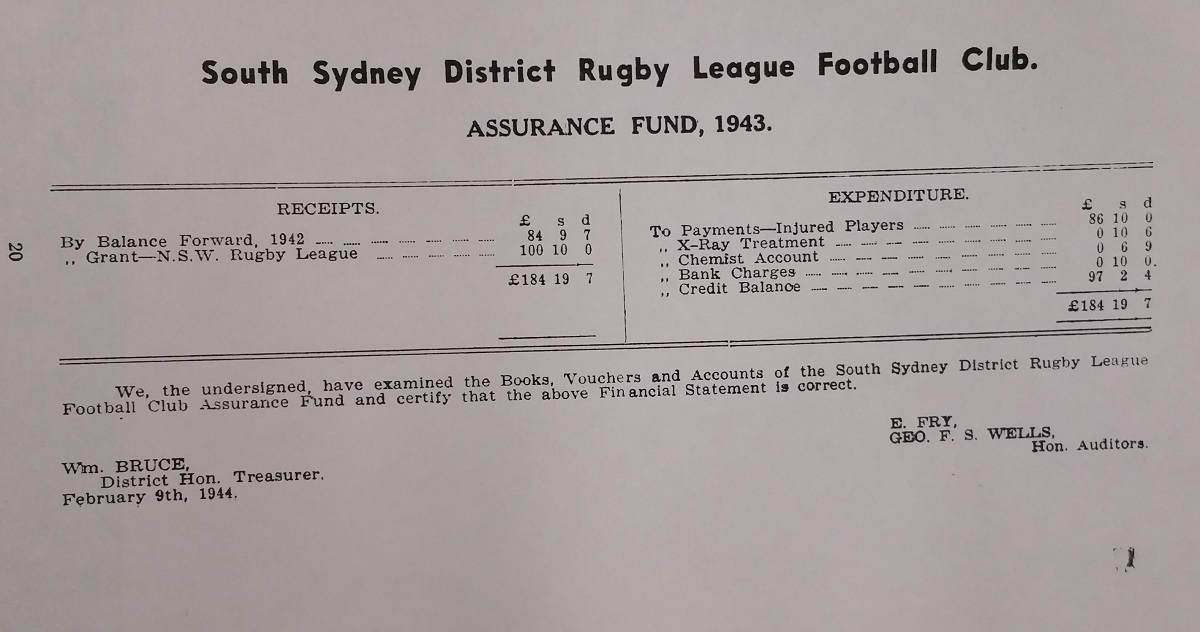 South Sydney District Rugby League Football Club.
ASSURANCE FUND, 1943.
RECEIPTS.
£ s d
By Balance Forward, 1942 84 9 7
,, Grant—N.S.W. Rugby League 100 10 0
£184 19 7
EXPENDITURE.
£ s d
To Payments—Injured Players 86 10 0
,, X-Ray Treatment 0 10 6
,, Chemist Account 0 6 9
,, Bank Charges 0 10 0.
,, Credit Balance 97 2 4
£184 19 7
We, the undersigned, have examined the Books, Vouchers and Accounts of the South Sydney District Rugby League
Football Club Assurance Fund and certify that the above Financial Statement is correct.
E. FRY,
GEO. F. S. WELLS,
Hon. Auditors.
Wm. BRUCE,
District Hon. Treasurer.
February 9th, 1944.
20